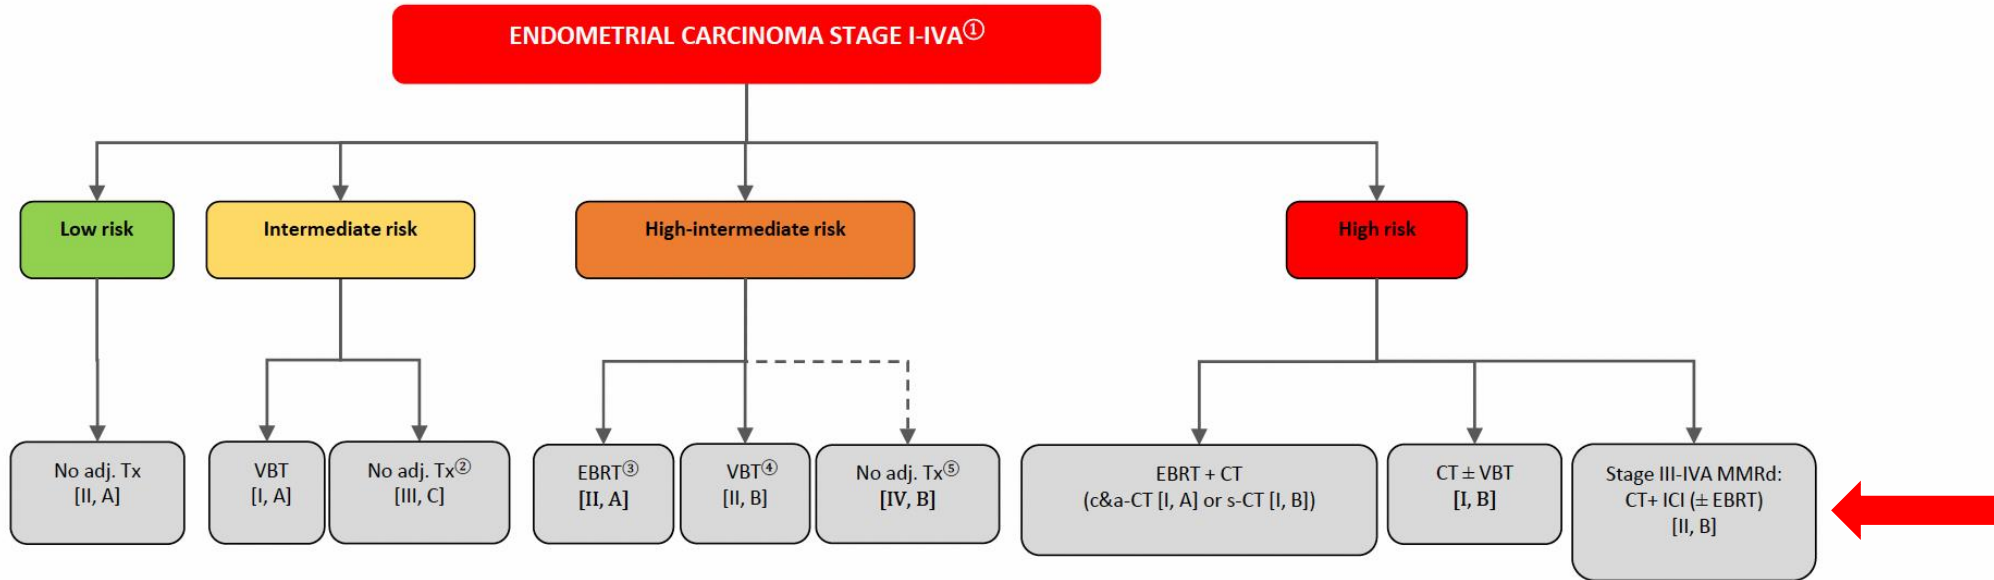 ENDOMETRIAL CARCINOMA STAGE I-IVA①
Low risk
Intermediate risk
High-intermediate risk
High risk
No adj. Tx
[II, A]
VBT
[I, A]
No adj. Tx②
[III, C]
EBRT③
[II, A]
VBT④
[II, B]
No adj. Tx⑤
[IV, B]
EBRT + CT
(c&a-CT [I, A] or s-CT [I, B])
CT ± VBT
[I, B]
Stage III-IVA MMRd:
CT+ ICI (± EBRT)
[II, B]